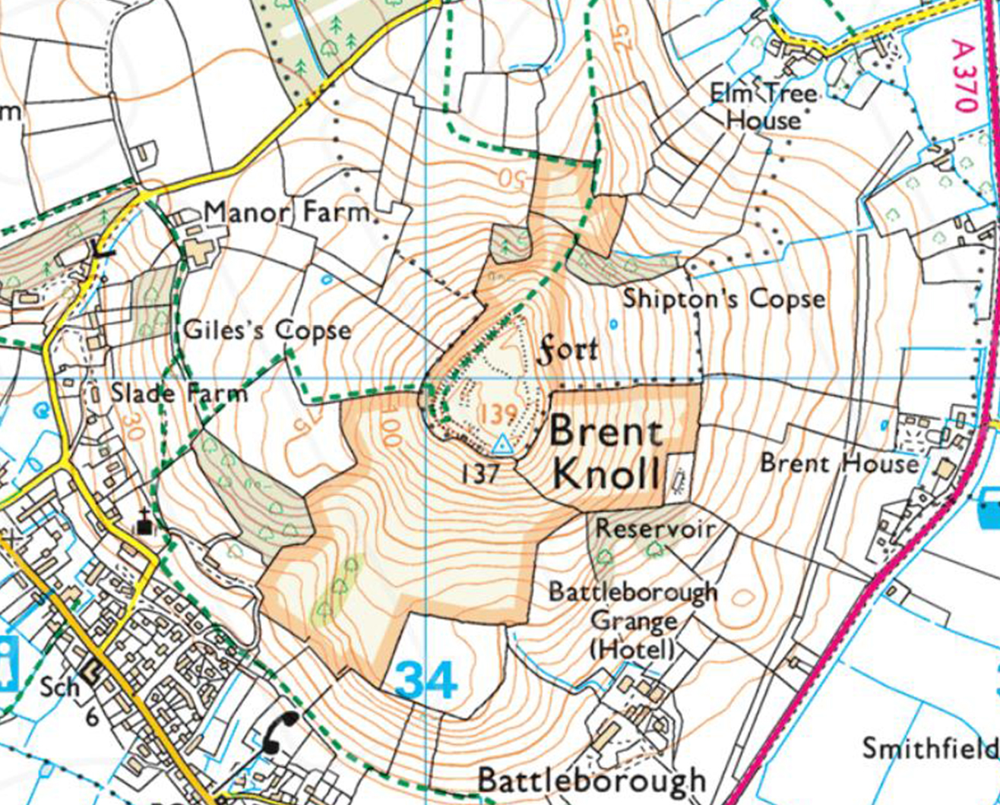 25
A 370
Elm Tree
House
m
50
Manor Farm
Shipton's Copse
Giles's Copse
fort
Slade Farm
30
75
100
139
Brent
Knoll
137
Brent House
Reservoir
Battleborough
Grange
(Hotel)
34
Sch
6
i
Smithfield
Battleborough